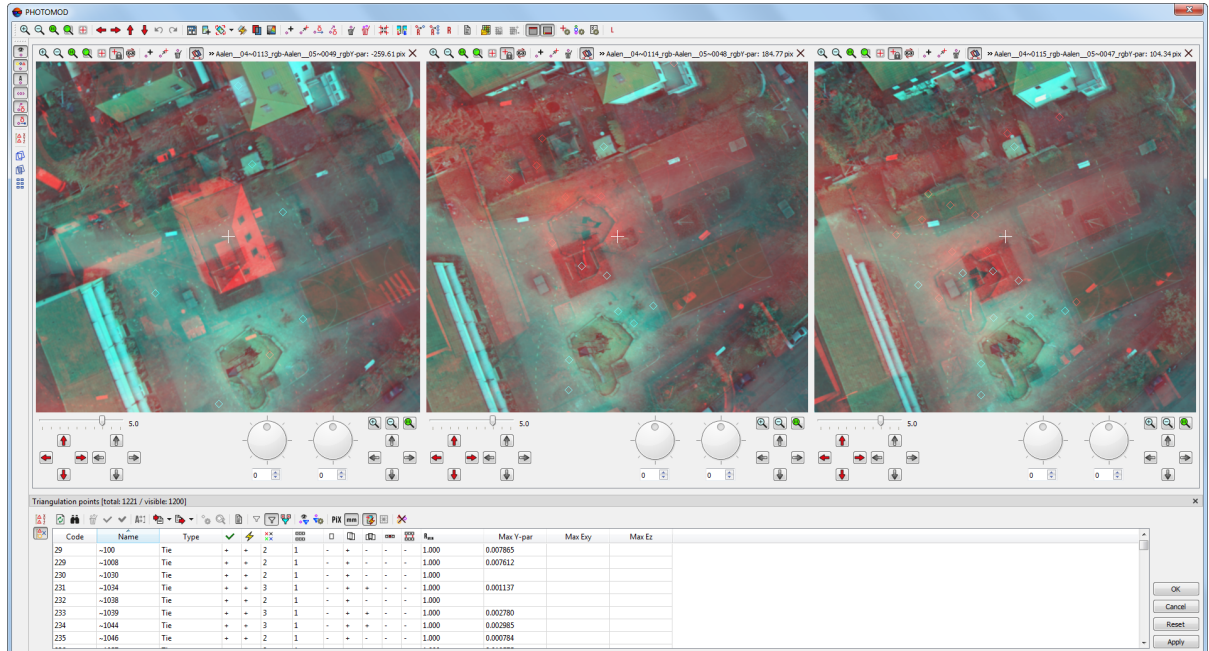 PHOTOMOD
R L
» Aalen__04~0113_rgb-Aalen__05~0049_rgbY-par: -259.61 pix
» Aalen__04~0114_rgb-Aalen__05~0048_rgbY-par: 184.77 pix
» Aalen__04~0115_rgb-Aalen__05~0047_rgbY-par: 104.34 pix
5.0 5.0 5.0
0 0 0 0 0 0
Triangulation points [total: 1221 / visible: 1200]
PIX mm
Code Name Type Max Y-par Max Exy Max Ez
29 ~100 Tie + + 2 1 - + - - - 1.000 0.007865
229 ~1008 Tie + + 2 1 - + - - - 1.000 0.007612
230 ~1030 Tie + + 2 1 - + - - - 1.000
231 ~1034 Tie + + 3 1 - + + - - 1.000 0.001137
232 ~1038 Tie + + 2 1 - + - - - 1.000
233 ~1039 Tie + + 3 1 - + + - - 1.000 0.002780
234 ~1044 Tie + + 3 1 - + + - - 1.000 0.002985
235 ~1046 Tie + + 2 1 - + - - - 1.000 0.000784
OK
Cancel
Reset
Apply